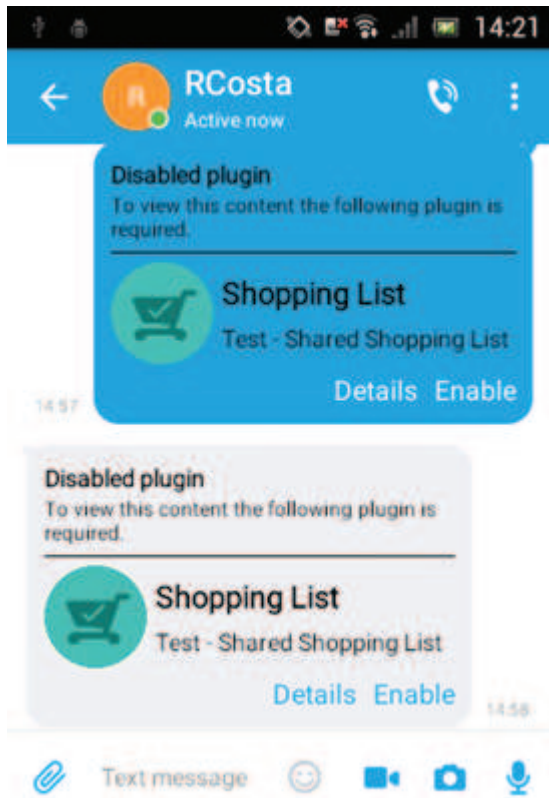 14:21
R
RCosta
Active now
Disabled plugin
To view this content the following plugin is
required.
Shopping List
Test - Shared Shopping List
Details Enable
14:57
Disabled plugin
To view this content the following plugin is
required.
Shopping List
Test - Shared Shopping List
Details Enable
14:58
Text message